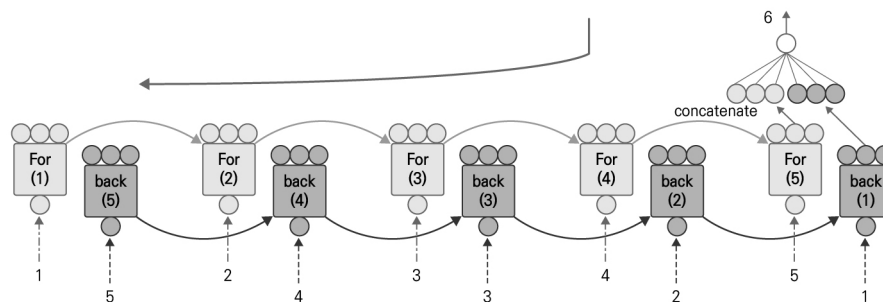 6
concatenate
For
(1)
back
(5)
For
(2)
back
(4)
For
(3)
back
(3)
For
(4)
back
(2)
For
(5)
back
(1)
1
5
2
4
3
3
4
2
5
1